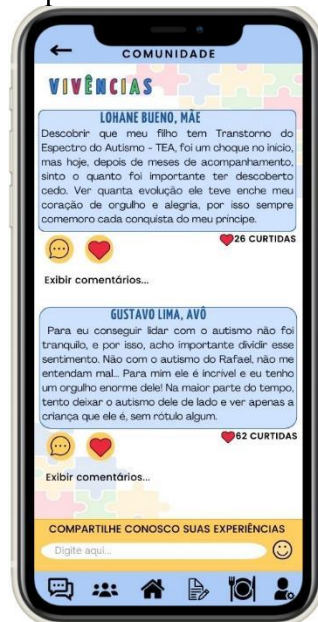 COMUNIDADE
VIVÊNCIAS
LOHANE BUENO, MÃE
Descobrir que meu filho tem Transtorno do
Espectro do Autismo - TEA, foi um choque no início,
mas hoje, depois de meses de acompanhamento,
sinto o quanto foi importante ter descoberto
cedo. Ver quanta evolução ele teve enche meu
coração de orgulho e alegria, por isso sempre
comemoro cada conquista do meu príncipe.
26 CURTIDAS
Exibir comentários...
GUSTAVO LIMA, AVÔ
Para eu conseguir lidar com o autismo não foi
tranquilo, e por isso, acho importante dividir esse
sentimento. Não com o autismo do Rafael, não me
entendam mal... Para mim ele é incrível e eu tenho
um orgulho enorme dele! Na maior parte do tempo,
tento deixar o autismo dele de lado e ver apenas a
criança que ele é, sem rótulo algum.
62 CURTIDAS
Exibir comentários...
COMPARTILHE CONOSCO SUAS EXPERIÊNCIAS
Digite aqui...